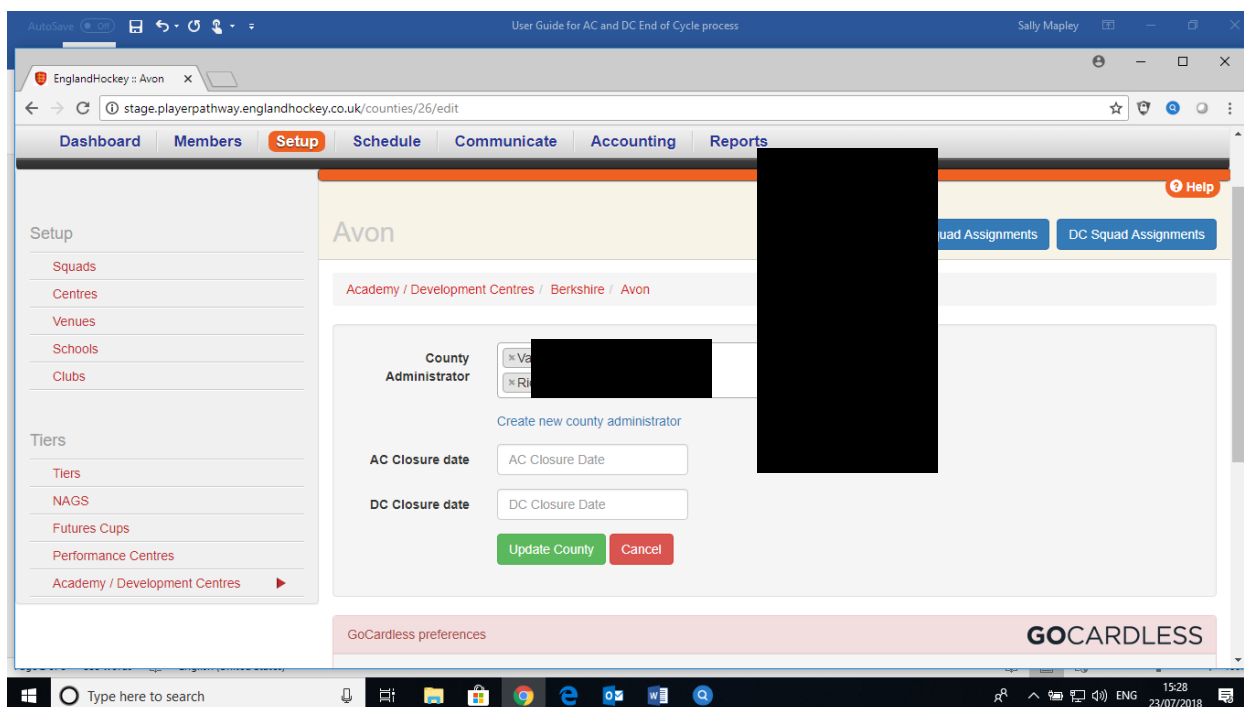 AutoSave Off User Guide for AC and DC End of Cycle process Sally Mapley
EnglandHockey :: Avon
stage.playerpathway.englandhockey.co.uk/counties/26/edit
Dashboard Members Setup Schedule Communicate Accounting Reports
Help
Setup
Squads
Centres
Venues
Schools
Clubs
Tiers
Tiers
NAGS
Futures Cups
Performance Centres
Academy / Development Centres
Avon
Assignments DC Squad Assignments
Academy / Development Centres / Berkshire / Avon
County
Administrator
Create new county administrator
AC Closure date AC Closure Date
DC Closure date DC Closure Date
Update County Cancel
GoCardless preferences GOCARDLESS
Type here to search
ENG 15:28
23/07/2018